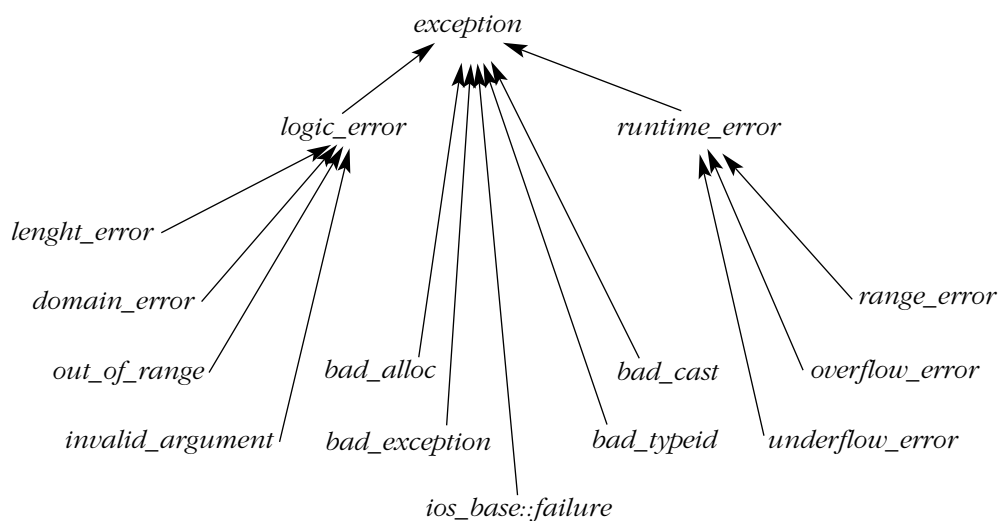 exception
logic_error
runtime_error
lenght_error
domain_error
range_error
out_of_range
bad_alloc
bad_cast
overflow_error
invalid_argument
bad_exception
bad_typeid
underflow_error
ios_base::failure